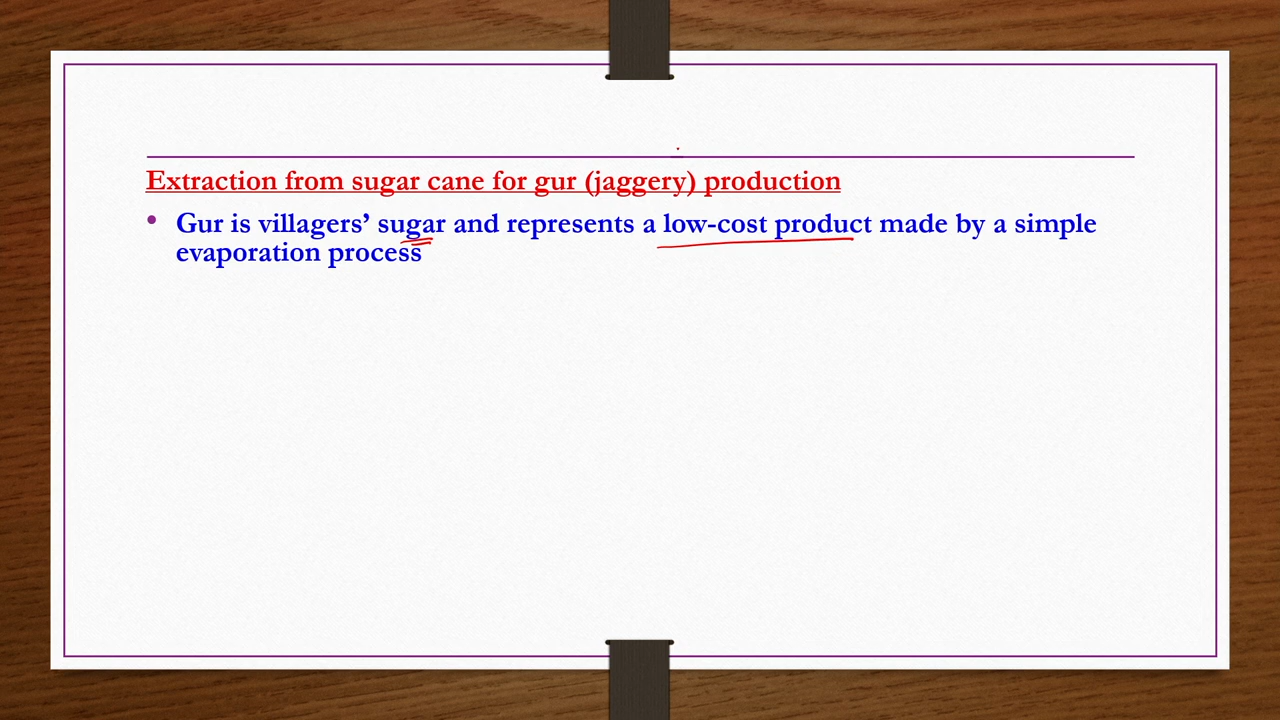 Extraction from sugar cane for gur (jaggery) production
• Gur is villagers’ sugar and represents a low-cost product made by a simple
evaporation process